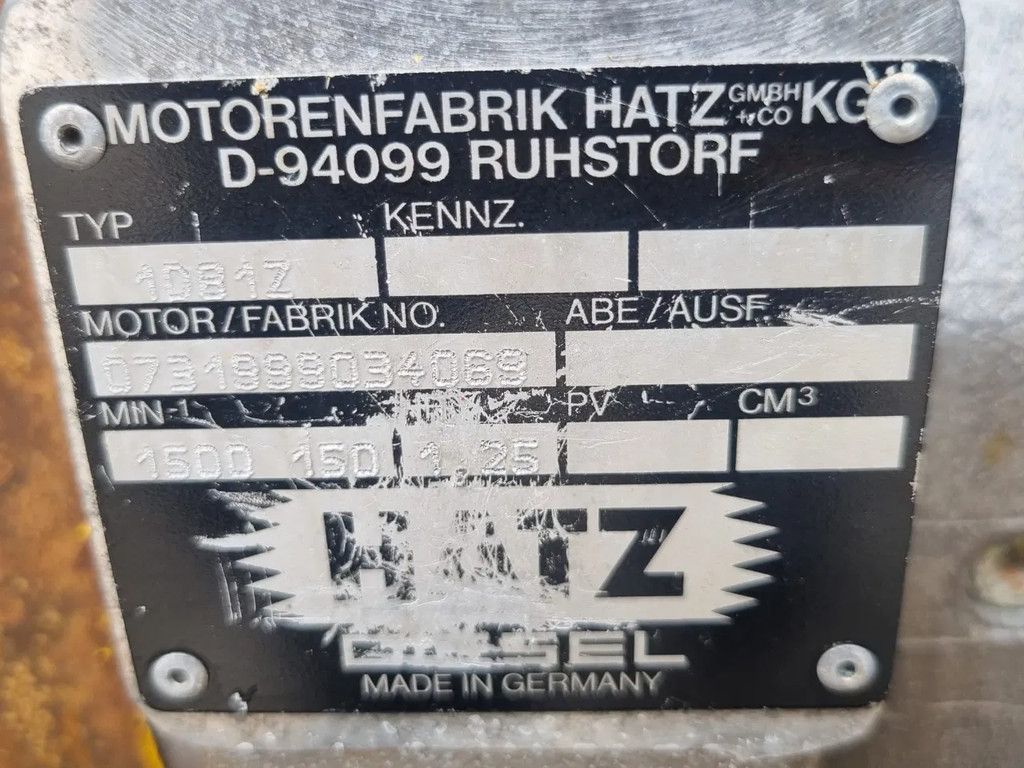 MOTORENFABRIK HATZ GMBH + CO KG
D-94099 RUHSTORF
TYP KENNZ.
1D81Z
MOTOR/FABRIK NO. ABE/AUSF.
MIN-1 PV CM³
1500 150 1,25
HATZ
DIESEL
MADE IN GERMANY